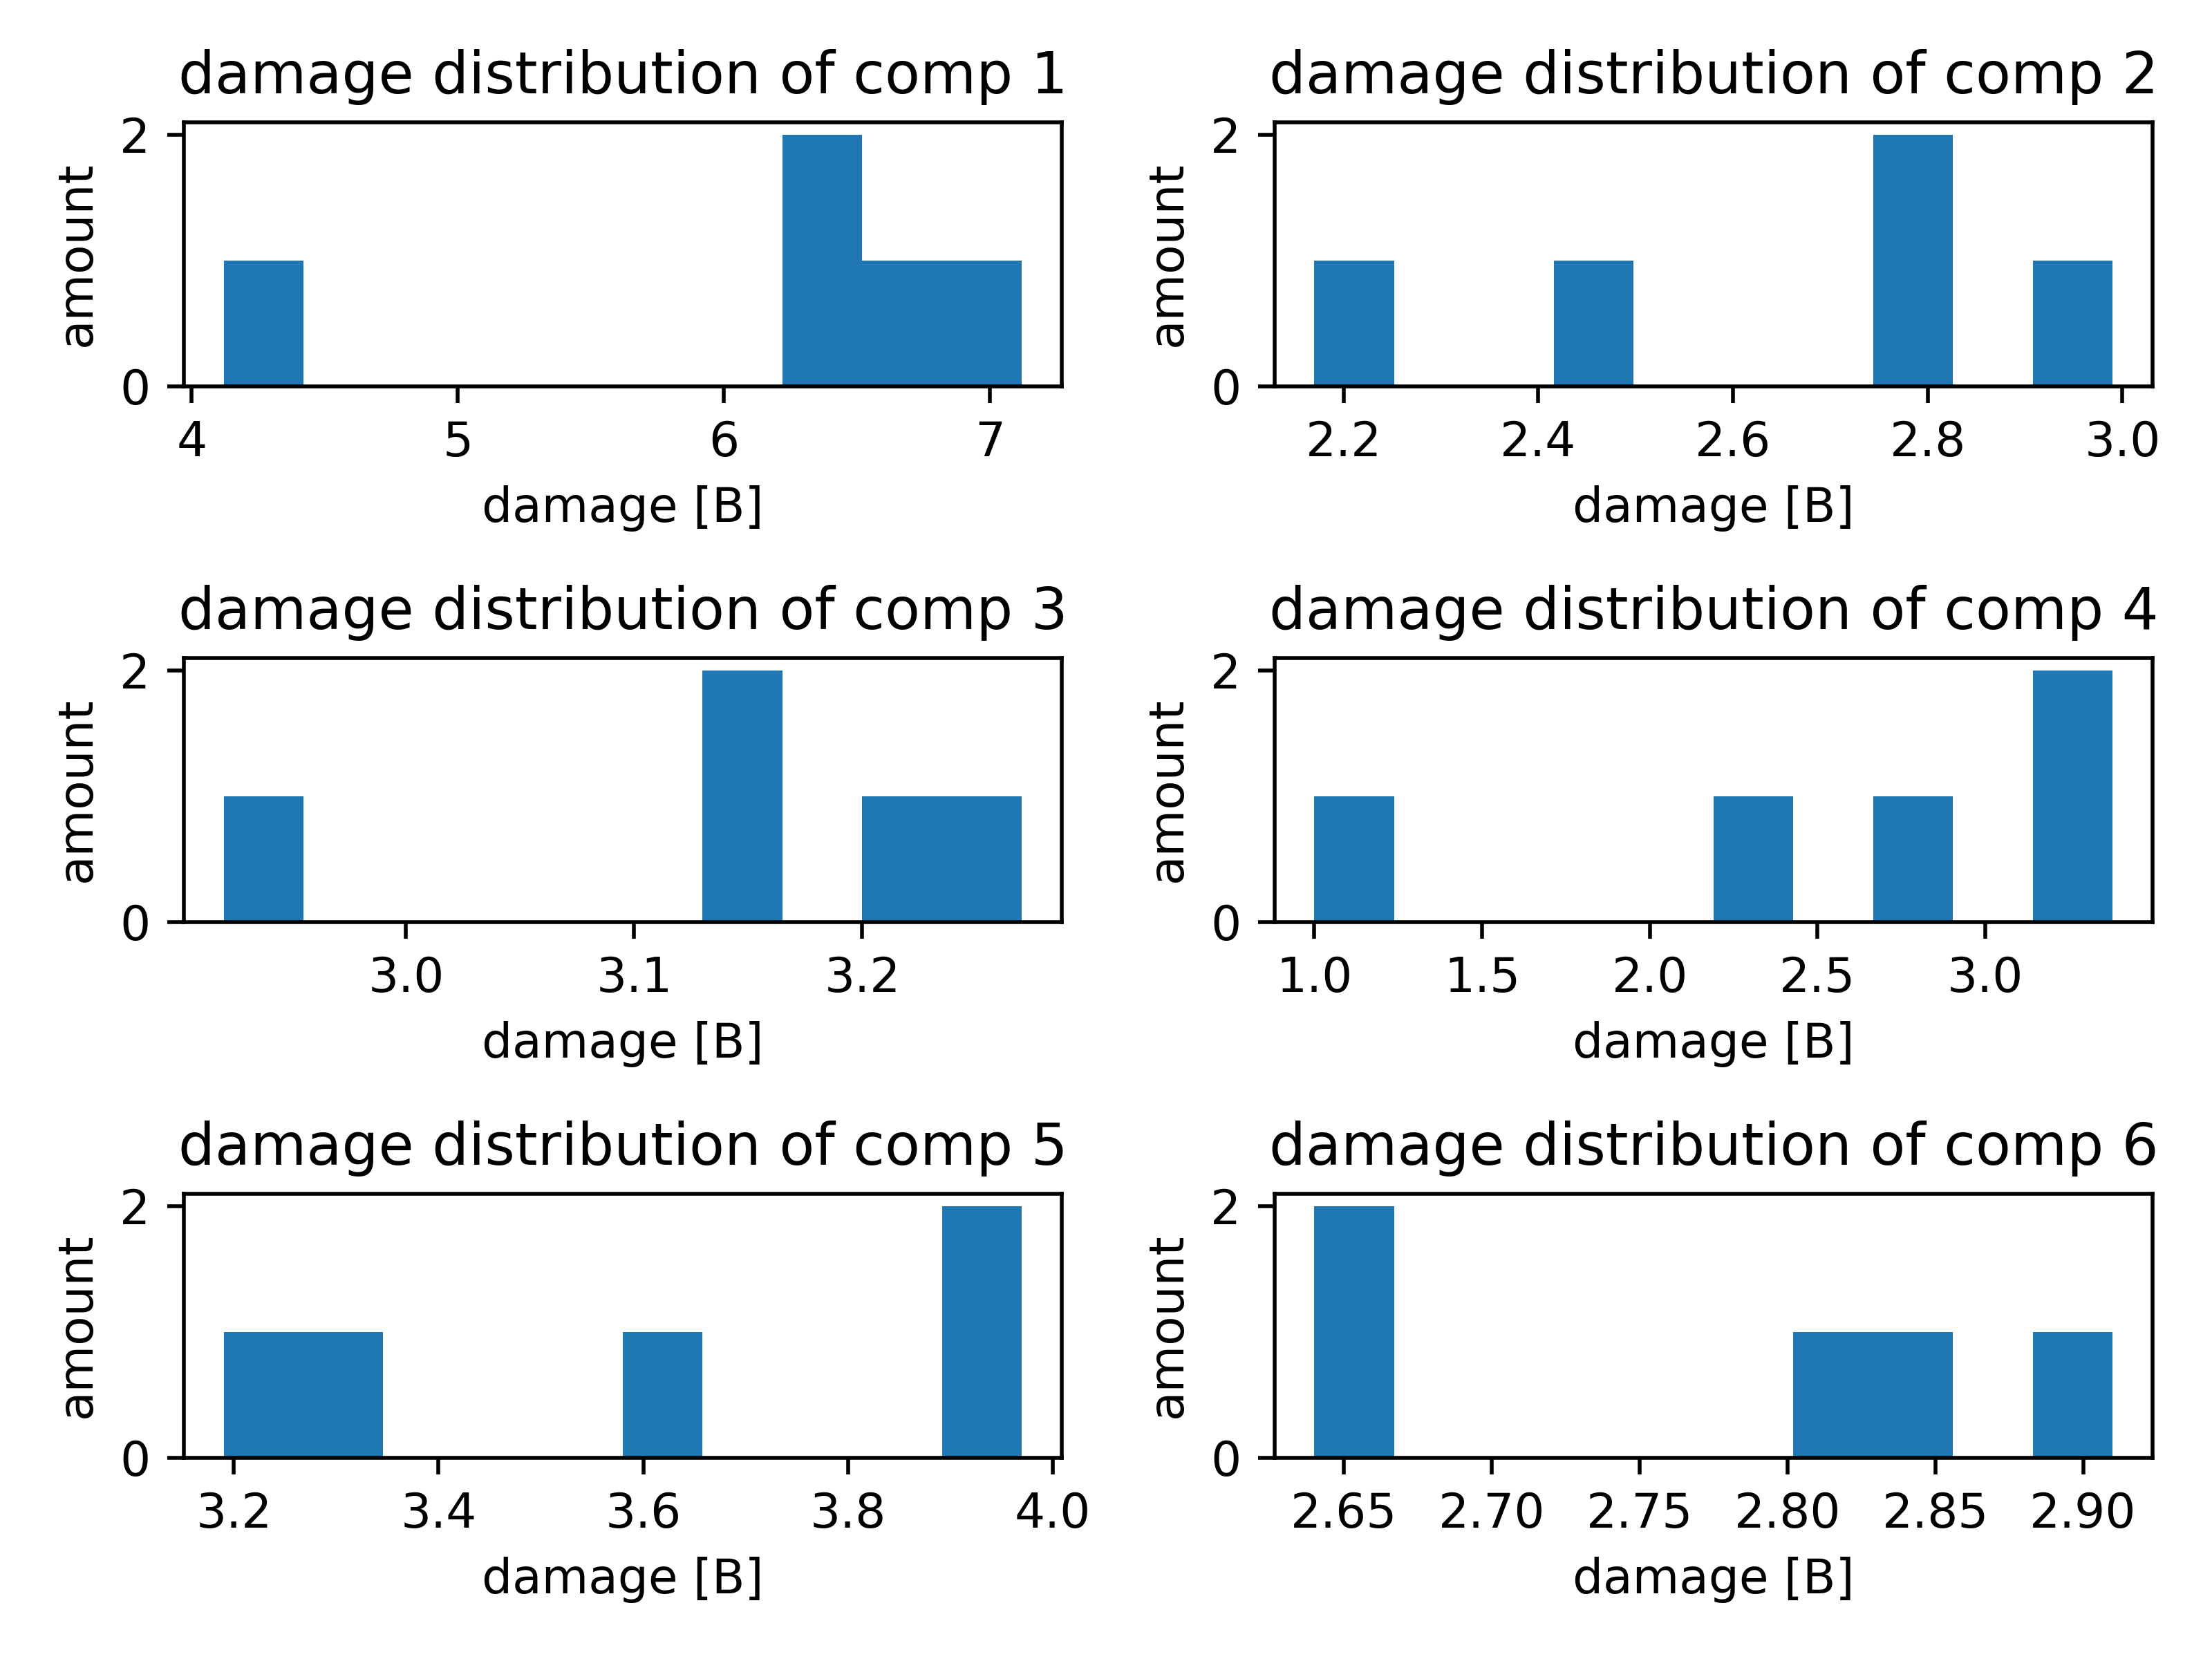 damage distribution of comp 1
2
0
amount
4 5 6 7
damage [B]
damage distribution of comp 2
2
0
amount
2.2 2.4 2.6 2.8 3.0
damage [B]
damage distribution of comp 3
2
0
amount
3.0 3.1 3.2
damage [B]
damage distribution of comp 4
2
0
amount
1.0 1.5 2.0 2.5 3.0
damage [B]
damage distribution of comp 5
2
0
amount
3.2 3.4 3.6 3.8 4.0
damage [B]
damage distribution of comp 6
2
0
amount
2.65 2.70 2.75 2.80 2.85 2.90
damage [B]